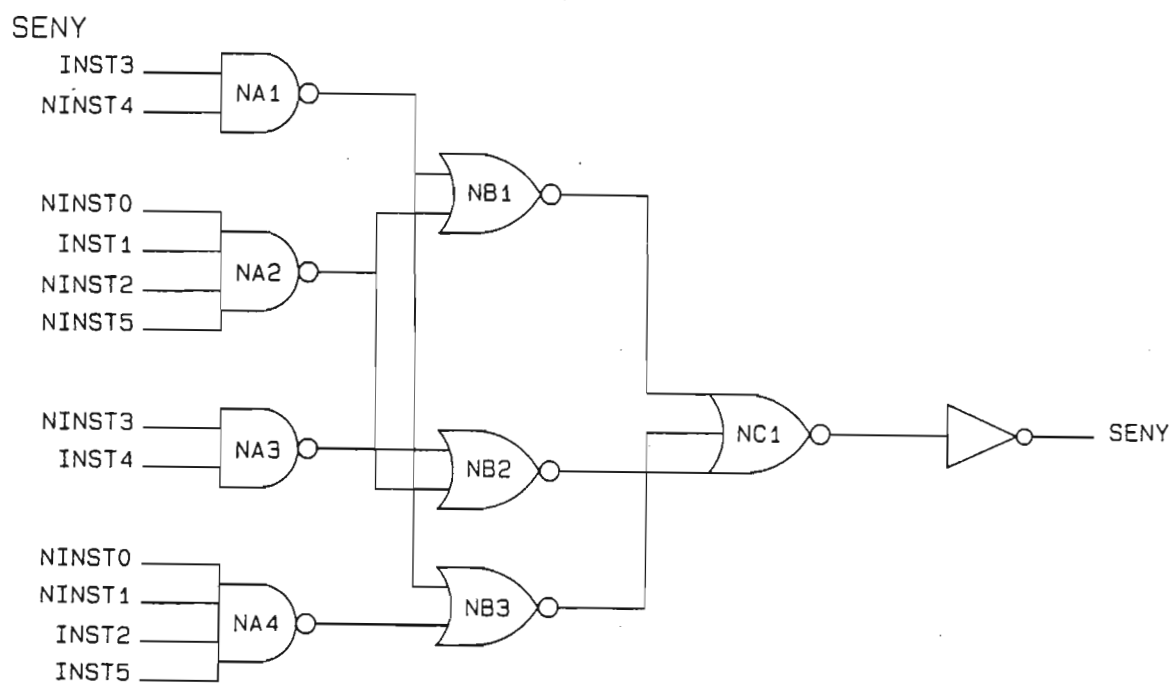 SENY
INST3
NINST4
NA1
NINST0
INST1
NINST2
NINST5
NA2
NB1
NINST3
INST4
NA3
NB2
NC1
SENY
NINST0
NINST1
INST2
INST5
NA4
NB3